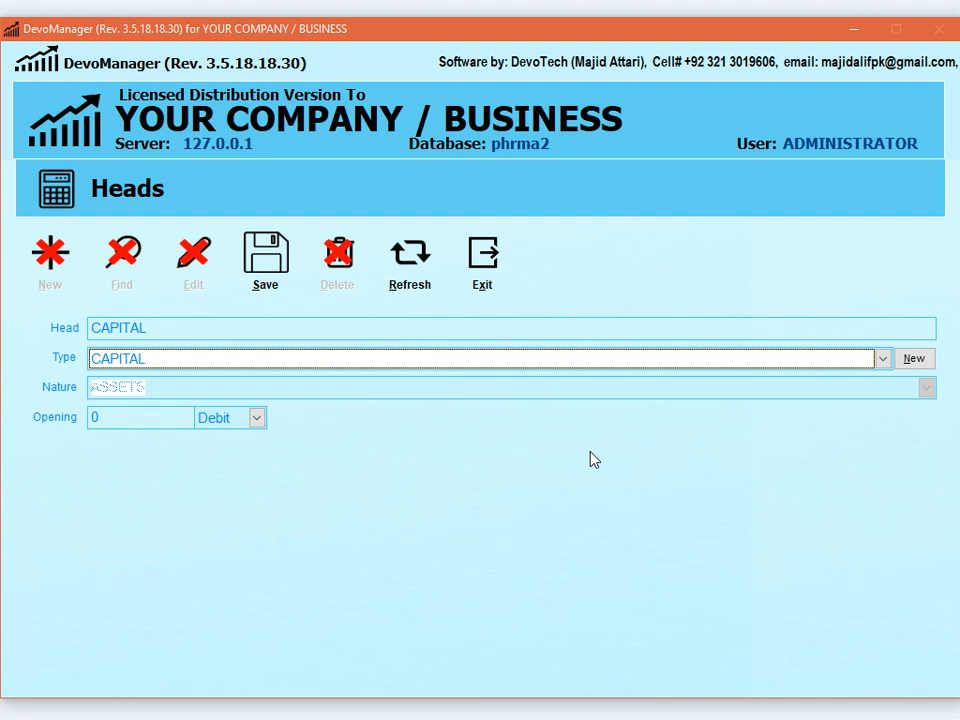 DevoManager (Rev. 3.5.18.18.30) for YOUR COMPANY / BUSINESS
DevoManager (Rev. 3.5.18.18.30)
Software by: DevoTech (Majid Attari), Cell# +92 321 3019606, email: majidalifpk@gmail.com,
Licensed Distribution Version To
YOUR COMPANY / BUSINESS
Server: 127.0.0.1 Database: phrma2 User: ADMINISTRATOR
Heads
New Find Edit Save Delete Refresh Exit
Head CAPITAL
Type CAPITAL New
Nature ASSETS
Opening 0 Debit